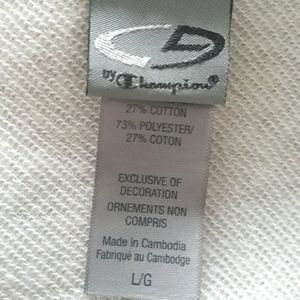 by Champion®
27% COTTON
73% POLYESTER/
27% COTON
EXCLUSIVE OF
DECORATION
ORNEMENTS NON
COMPRIS
Made in Cambodia
Fabriqué au Cambodge
L/G